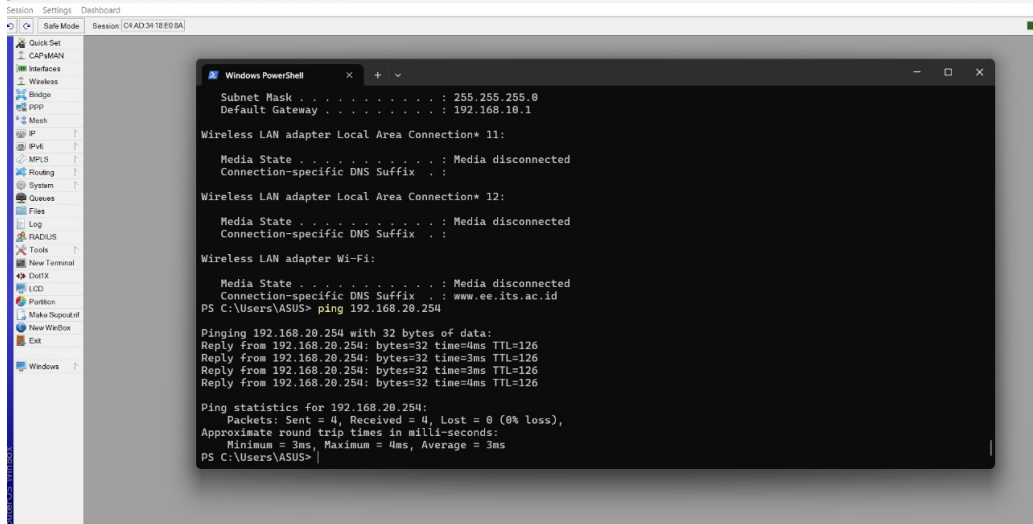 Session Settings Dashboard
Safe Mode Session: C4:AD:34:18:E0:8A
Quick Set
CAPsMAN
Interfaces
Wireless
Bridge
PPP
Mesh
IP
IPv6
MPLS
Routing
System
Queues
Files
Log
RADIUS
Tools
New Terminal
Dot1X
LCD
Partition
Make Supout.rif
New WinBox
Exit
Windows
RouterOS WinBox
Windows PowerShell
Subnet Mask . . . . . . . . . . . : 255.255.255.0
Default Gateway . . . . . . . . . : 192.168.10.1
Wireless LAN adapter Local Area Connection* 11:
Media State . . . . . . . . . . . : Media disconnected
Connection-specific DNS Suffix  . :
Wireless LAN adapter Local Area Connection* 12:
Media State . . . . . . . . . . . : Media disconnected
Connection-specific DNS Suffix  . :
Wireless LAN adapter Wi-Fi:
Media State . . . . . . . . . . . : Media disconnected
Connection-specific DNS Suffix  . : www.ee.its.ac.id
PS C:\Users\ASUS> ping 192.168.20.254
Pinging 192.168.20.254 with 32 bytes of data:
Reply from 192.168.20.254: bytes=32 time=4ms TTL=126
Reply from 192.168.20.254: bytes=32 time=3ms TTL=126
Reply from 192.168.20.254: bytes=32 time=3ms TTL=126
Reply from 192.168.20.254: bytes=32 time=4ms TTL=126
Ping statistics for 192.168.20.254:
Packets: Sent = 4, Received = 4, Lost = 0 (0% loss),
Approximate round trip times in milli-seconds:
Minimum = 3ms, Maximum = 4ms, Average = 3ms
PS C:\Users\ASUS>